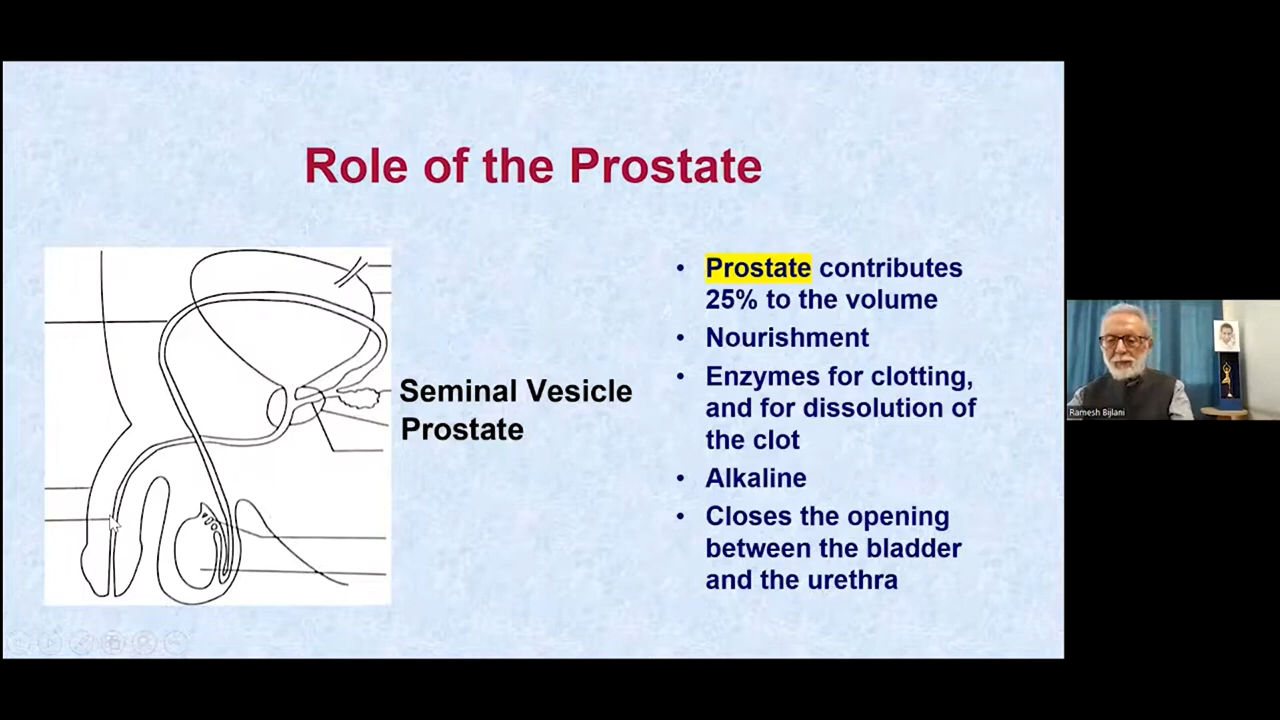 Role of the Prostate
Seminal Vesicle
Prostate
• Prostate contributes
25% to the volume
• Nourishment
• Enzymes for clotting,
and for dissolution of
the clot
• Alkaline
• Closes the opening
between the bladder
and the urethra
Ramesh Bijlani